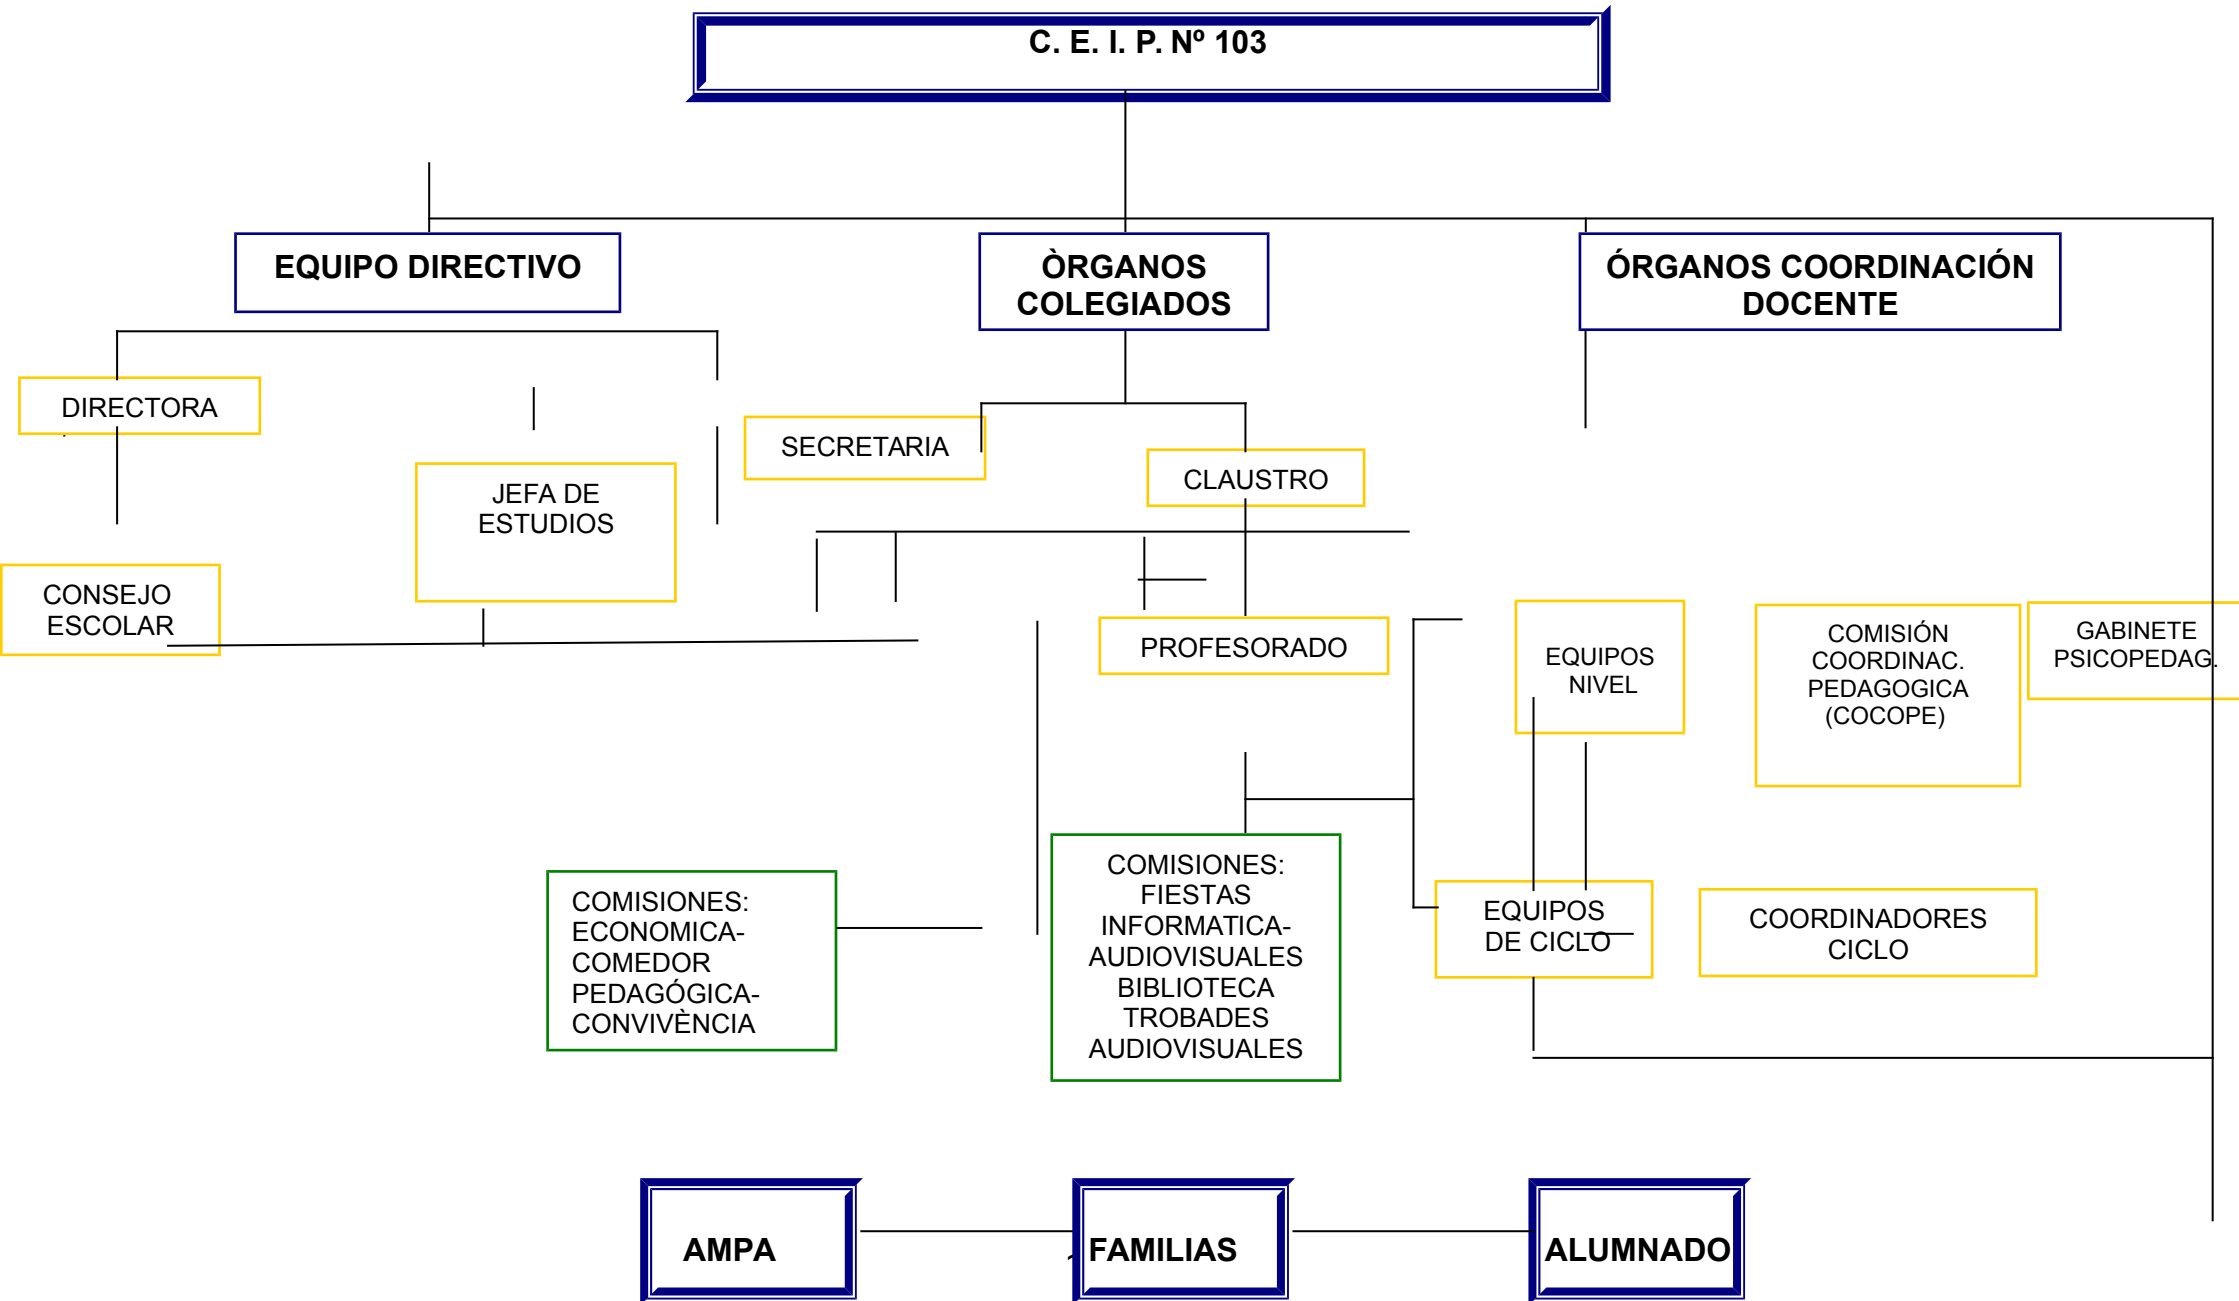 C. E. I. P. Nº 103
EQUIPO DIRECTIVO
ÒRGANOS
COLEGIADOS
ÓRGANOS COORDINACIÓN
DOCENTE
DIRECTORA
SECRETARIA
CLAUSTRO
JEFA DE
ESTUDIOS
CONSEJO
ESCOLAR
PROFESORADO
EQUIPOS
NIVEL
COMISIÓN
COORDINAC.
PEDAGOGICA
(COCOPE)
GABINETE
PSICOPEDAG.
COMISIONES:
ECONOMICA-
COMEDOR
PEDAGÓGICA-
CONVIVÈNCIA
COMISIONES:
FIESTAS
INFORMATICA-
AUDIOVISUALES
BIBLIOTECA
TROBADES
AUDIOVISUALES
EQUIPOS
DE CICLO
COORDINADORES
CICLO
AMPA
FAMILIAS
ALUMNADO